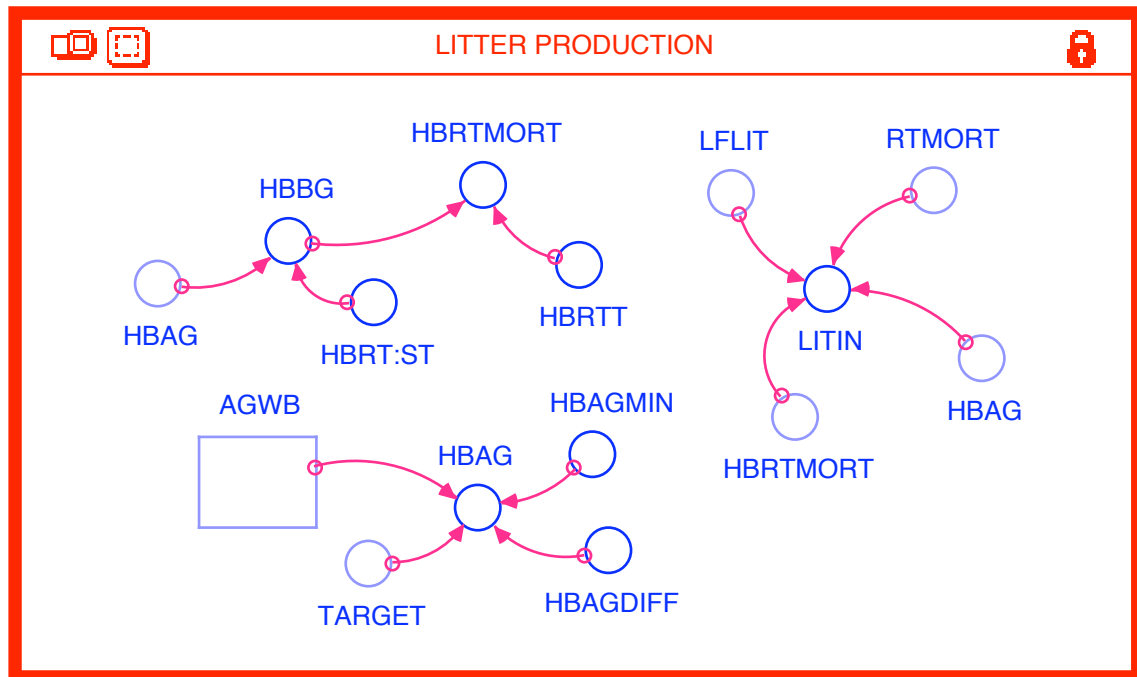 LITTER PRODUCTION
HBRTMORT
LFLIT
RTMORT
HBBG
HBAG
HBRT:ST
HBRTT
LITIN
HBAG
HBRTMORT
AGWB
HBAGMIN
HBAG
TARGET
HBAGDIFF